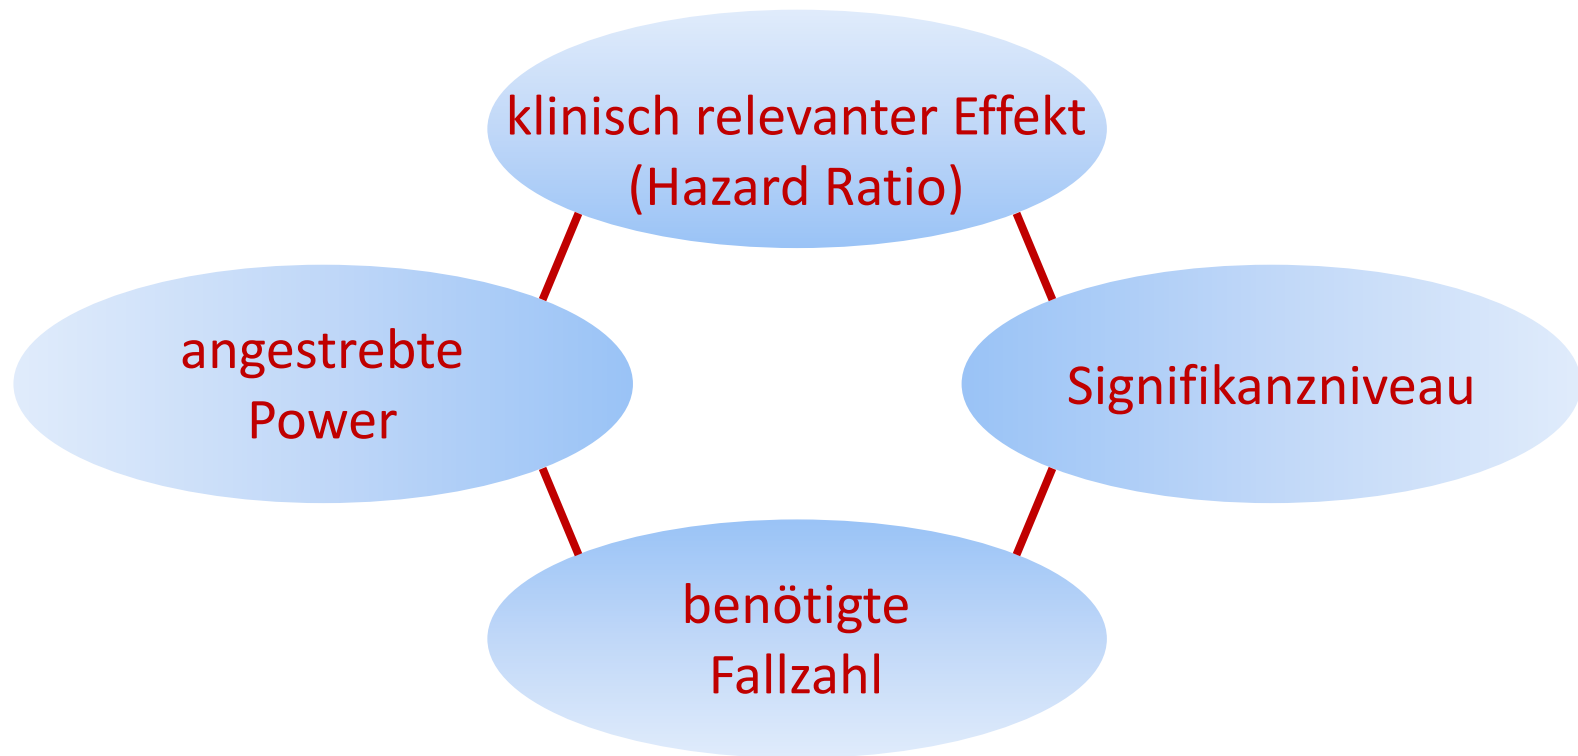 klinisch relevanter Effekt
(Hazard Ratio)
angestrebte
Power
Signifikanzniveau
benötigte
Fallzahl